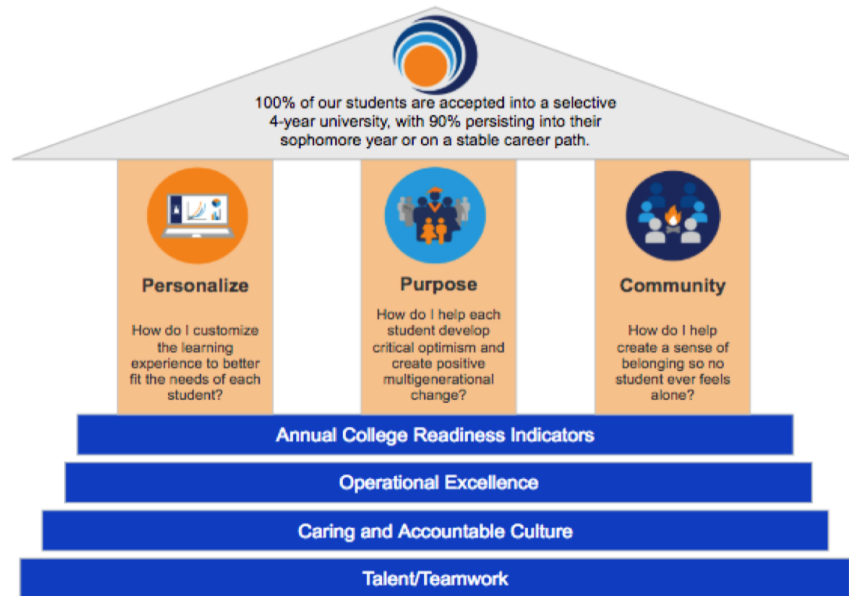 100% of our students are accepted into a selective
4-year university, with 90% persisting into their
sophomore year or on a stable career path.
Personalize
How do I customize
the learning
experience to better
fit the needs of each
student?
Purpose
How do I help each
student develop
critical optimism and
create positive
multigenerational
change?
Community
How do I help
create a sense of
belonging so no
student ever feels
alone?
Annual College Readiness Indicators
Operational Excellence
Caring and Accountable Culture
Talent/Teamwork